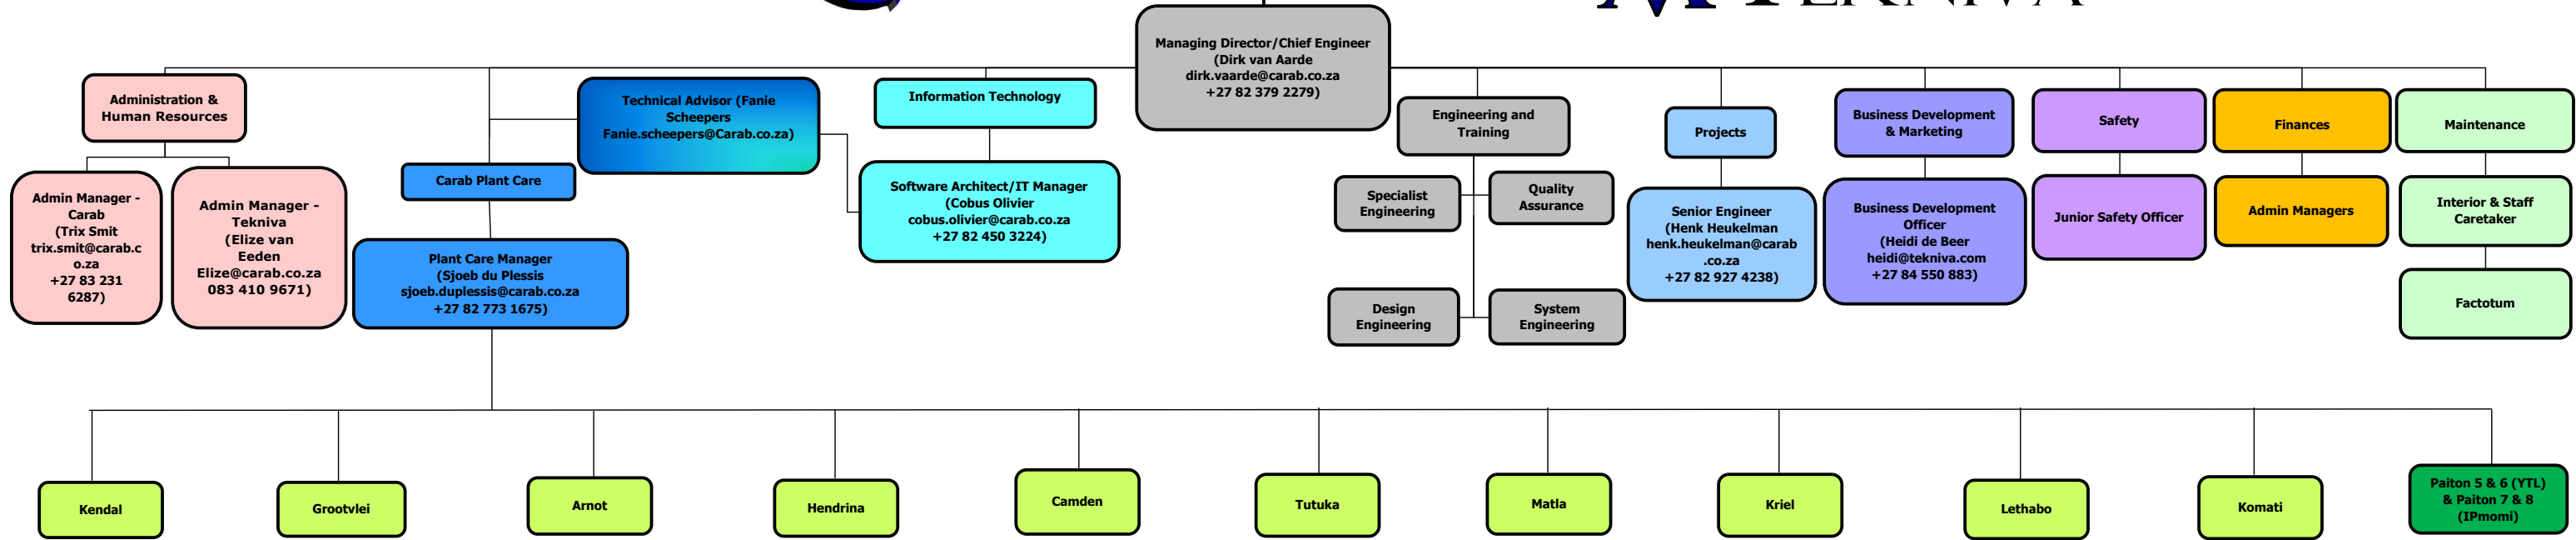 TEKNIVA
Managing Director/Chief Engineer
(Dirk van Aarde
dirk.vaarde@carab.co.za
+27 82 379 2279)
Administration &
Human Resources
Technical Advisor (Fanie
Scheepers
Fanie.scheepers@Carab.co.za)
Information Technology
Engineering and
Training
Projects
Business Development
& Marketing
Safety
Finances
Maintenance
Carab Plant Care
Admin Manager -
Carab
(Trix Smit
trix.smit@carab.c
o.za
+27 83 231
6287)
Admin Manager -
Tekniva
(Elize van
Eeden
Elize@carab.co.za
083 410 9671)
Plant Care Manager
(Sjoeb du Plessis
sjoeb.duplessis@carab.co.za
+27 82 773 1675)
Software Architect/IT Manager
(Cobus Olivier
cobus.olivier@carab.co.za
+27 82 450 3224)
Specialist
Engineering
Quality
Assurance
Design
Engineering
System
Engineering
Senior Engineer
(Henk Heukelman
henk.heukelman@carab
.co.za
+27 82 927 4238)
Business Development
Officer
(Heidi de Beer
heidi@tekniva.com
+27 84 550 883)
Junior Safety Officer
Admin Managers
Interior & Staff
Caretaker
Factotum
Kendal
Grootvlei
Arnot
Hendrina
Camden
Tutuka
Matla
Kriel
Lethabo
Komati
Paiton 5 & 6 (YTL)
& Paiton 7 & 8
(IPmomi)